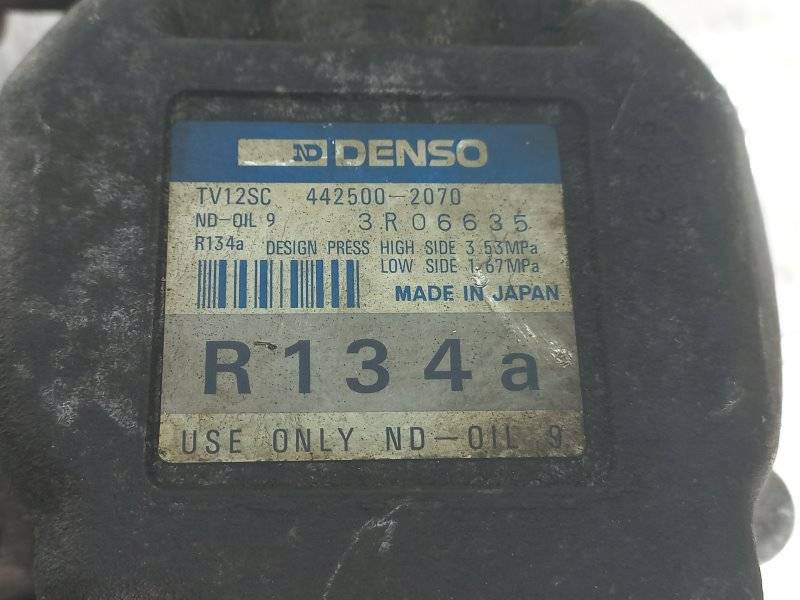 ND DENSO
TV12SC 442500-2070
ND-OIL 9 3R06635
R134a DESIGN PRESS HIGH SIDE 3.53MPa
LOW SIDE 1.67MPa
MADE IN JAPAN
R134a
USE ONLY ND-OIL 9